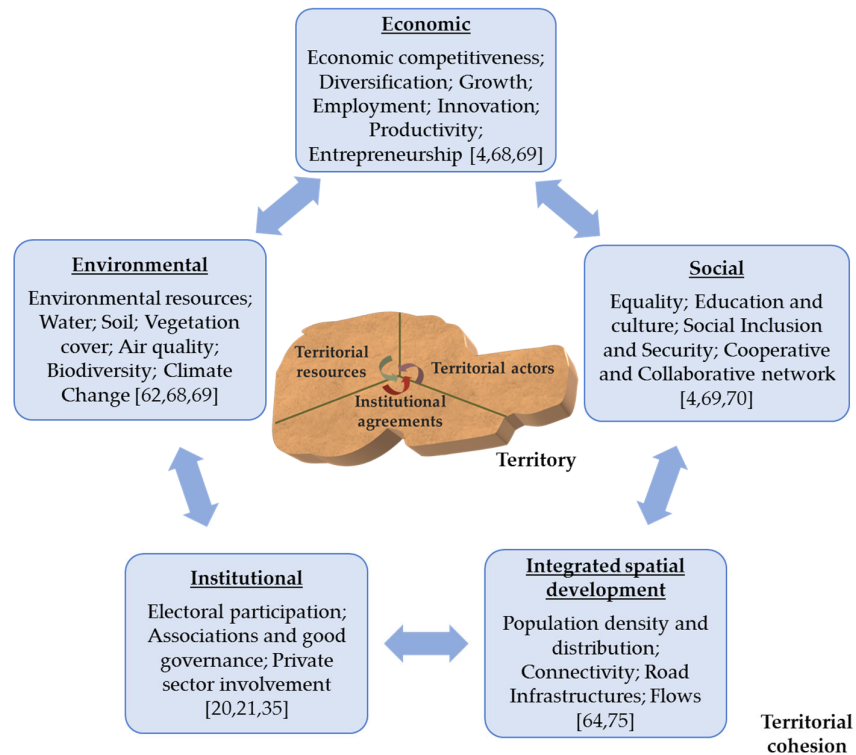 Economic
Economic competitiveness;
Diversification; Growth;
Employment; Innovation;
Productivity;
Entrepreneurship [4,68,69]
Environmental
Environmental resources;
Water; Soil; Vegetation
cover; Air quality;
Biodiversity; Climate
Change [62,68,69]
Social
Equality; Education and
culture; Social Inclusion
and Security; Cooperative
and Collaborative network
[4,69,70]
Territorial
resources
Territorial actors
Institutional
agreements
Territory
Institutional
Electoral participation;
Associations and good
governance; Private
sector involvement
[20,21,35]
Integrated spatial
development
Population density and
distribution;
Connectivity; Road
Infrastructures; Flows
[64,75]
Territorial
cohesion